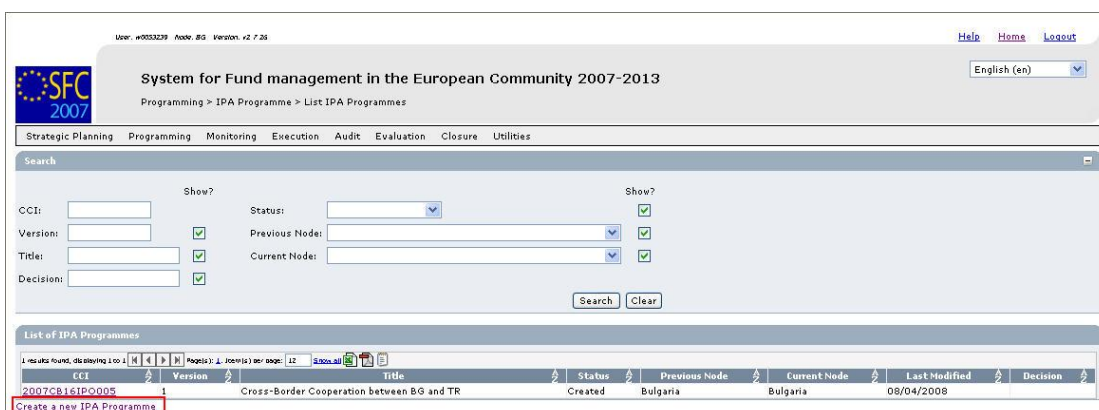 User. w0053239 Node. BG Version. v2 7 26
Help Home Logout
SFC
2007
System for Fund management in the European Community 2007-2013
English (en)
Programming > IPA Programme > List IPA Programmes
Strategic Planning Programming Monitoring Execution Audit Evaluation Closure Utilities
Search
Show? Show?
CCI: Status:
Version: Previous Node:
Title: Current Node:
Decision:
Search Clear
List of IPA Programmes
1 results found, displaying 1 to 1 Page(s): 1. Item(s) per page: 12 Show all
CCI Version Title Status Previous Node Current Node Last Modified Decision
2007CB16IPO005 1 Cross-Border Cooperation between BG and TR Created Bulgaria Bulgaria 08/04/2008
Create a new IPA Programme